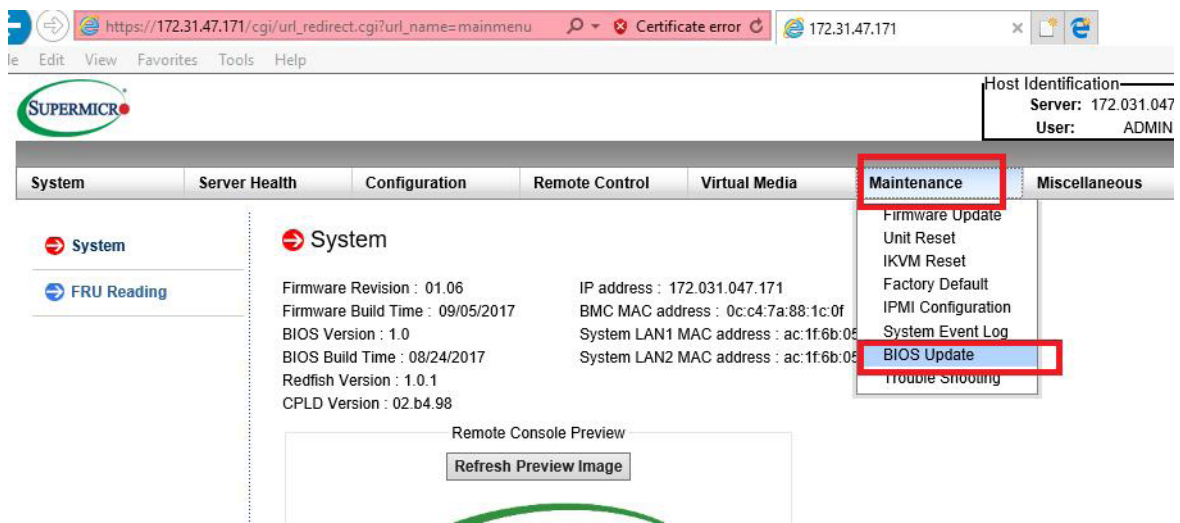 https://172.31.47.171/cgi/url_redirect.cgi?url_name=mainmenu Certificate error 172.31.47.171
Edit View Favorites Tools Help
SUPERMICR
Host Identification
Server: 172.031.047
User: ADMIN
System Server Health Configuration Remote Control Virtual Media Maintenance Miscellaneous
Firmware Update
Unit Reset
IKVM Reset
Factory Default
IPMI Configuration
System Event Log
BIOS Update
Trouble Shooting
System
FRU Reading
System
Firmware Revision : 01.06
Firmware Build Time : 09/05/2017
BIOS Version : 1.0
BIOS Build Time : 08/24/2017
Redfish Version : 1.0.1
CPLD Version : 02.b4.98
IP address : 172.031.047.171
BMC MAC address : 0c:c4:7a:88:1c:0f
System LAN1 MAC address : ac:1f:6b:05
System LAN2 MAC address : ac:1f:6b:05
Remote Console Preview
Refresh Preview Image